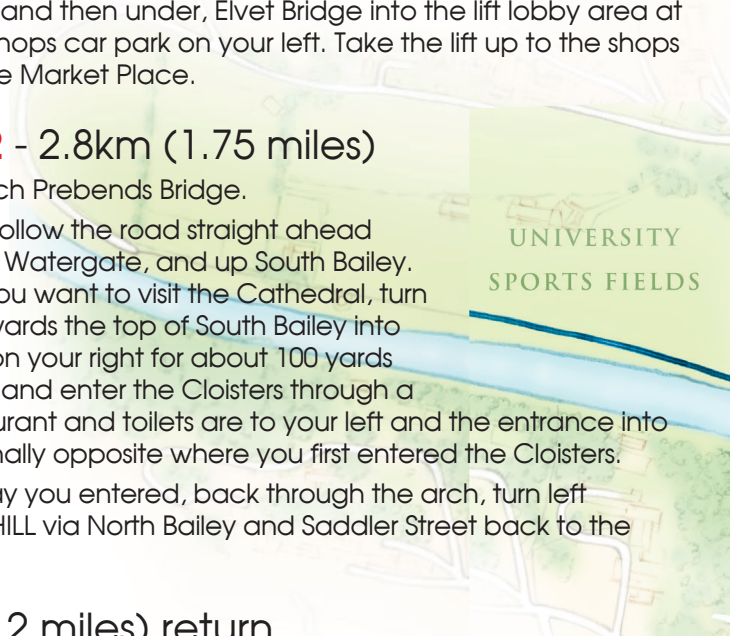 and then under, Elvet Bridge into the lift lobby area at
hops car park on your left. Take the lift up to the shops
e Market Place.
2 - 2.8km (1.75 miles)
ch Prebends Bridge.
ollow the road straight ahead
Watergate, and up South Bailey.
ou want to visit the Cathedral, turn
wards the top of South Bailey into
on your right for about 100 yards
and enter the Cloisters through a
urant and toilets are to your left and the entrance into
nally opposite where you first entered the Cloisters.
ay you entered, back through the arch, turn left
HILL via North Bailey and Saddler Street back to the
2 miles) return
UNIVERSITY
SPORTS FIELDS